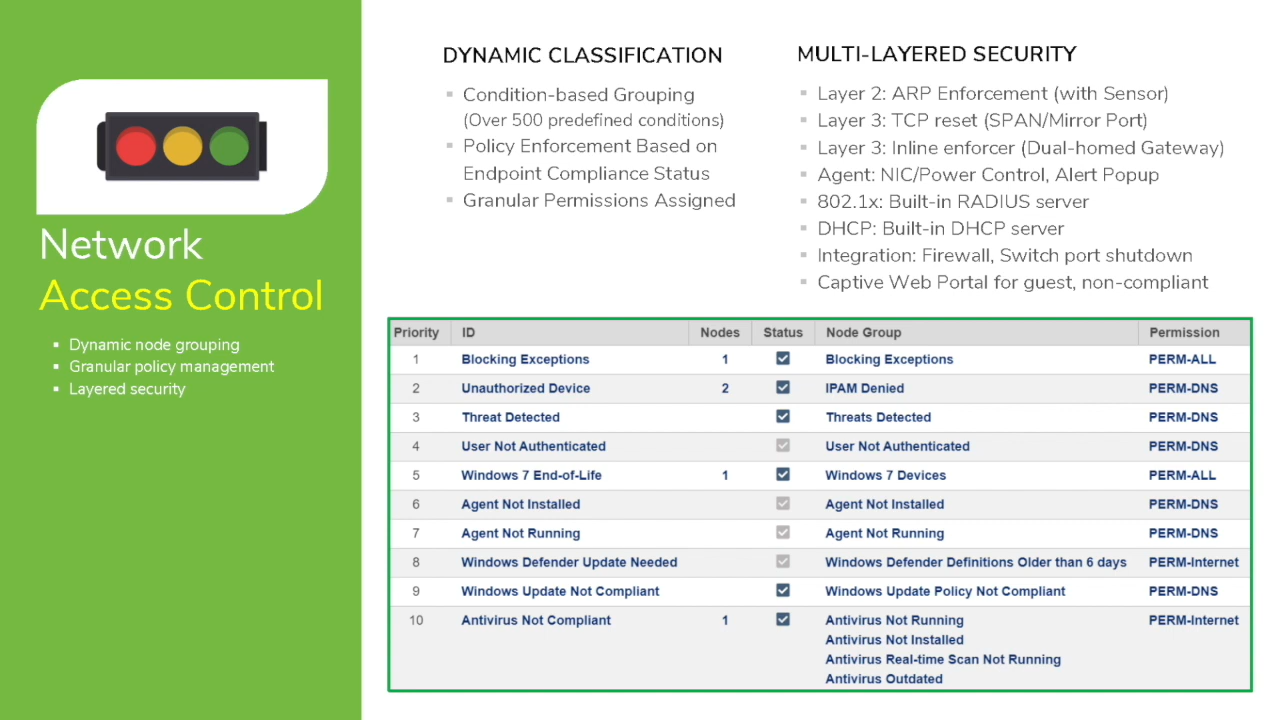 Network
Access Control
Dynamic node grouping
Granular policy management
Layered security
DYNAMIC CLASSIFICATION
Condition-based Grouping
(Over 500 predefined conditions)
Policy Enforcement Based on
Endpoint Compliance Status
Granular Permissions Assigned
MULTI-LAYERED SECURITY
Layer 2: ARP Enforcement (with Sensor)
Layer 3: TCP reset (SPAN/Mirror Port)
Layer 3: Inline enforcer (Dual-homed Gateway)
Agent: NIC/Power Control, Alert Popup
802.1x: Built-in RADIUS server
DHCP: Built-in DHCP server
Integration: Firewall, Switch port shutdown
Captive Web Portal for guest, non-compliant
Priority ID Nodes Status Node Group Permission
1 Blocking Exceptions 1 Blocking Exceptions PERM-ALL
2 Unauthorized Device 2 IPAM Denied PERM-DNS
3 Threat Detected Threats Detected PERM-DNS
4 User Not Authenticated User Not Authenticated PERM-DNS
5 Windows 7 End-of-Life 1 Windows 7 Devices PERM-ALL
6 Agent Not Installed Agent Not Installed PERM-DNS
7 Agent Not Running Agent Not Running PERM-DNS
8 Windows Defender Update Needed Windows Defender Definitions Older than 6 days PERM-Internet
9 Windows Update Not Compliant Windows Update Policy Not Compliant PERM-DNS
10 Antivirus Not Compliant 1 Antivirus Not Running PERM-Internet
Antivirus Not Installed
Antivirus Real-time Scan Not Running
Antivirus Outdated